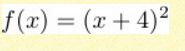 f(x) = (x + 4)²